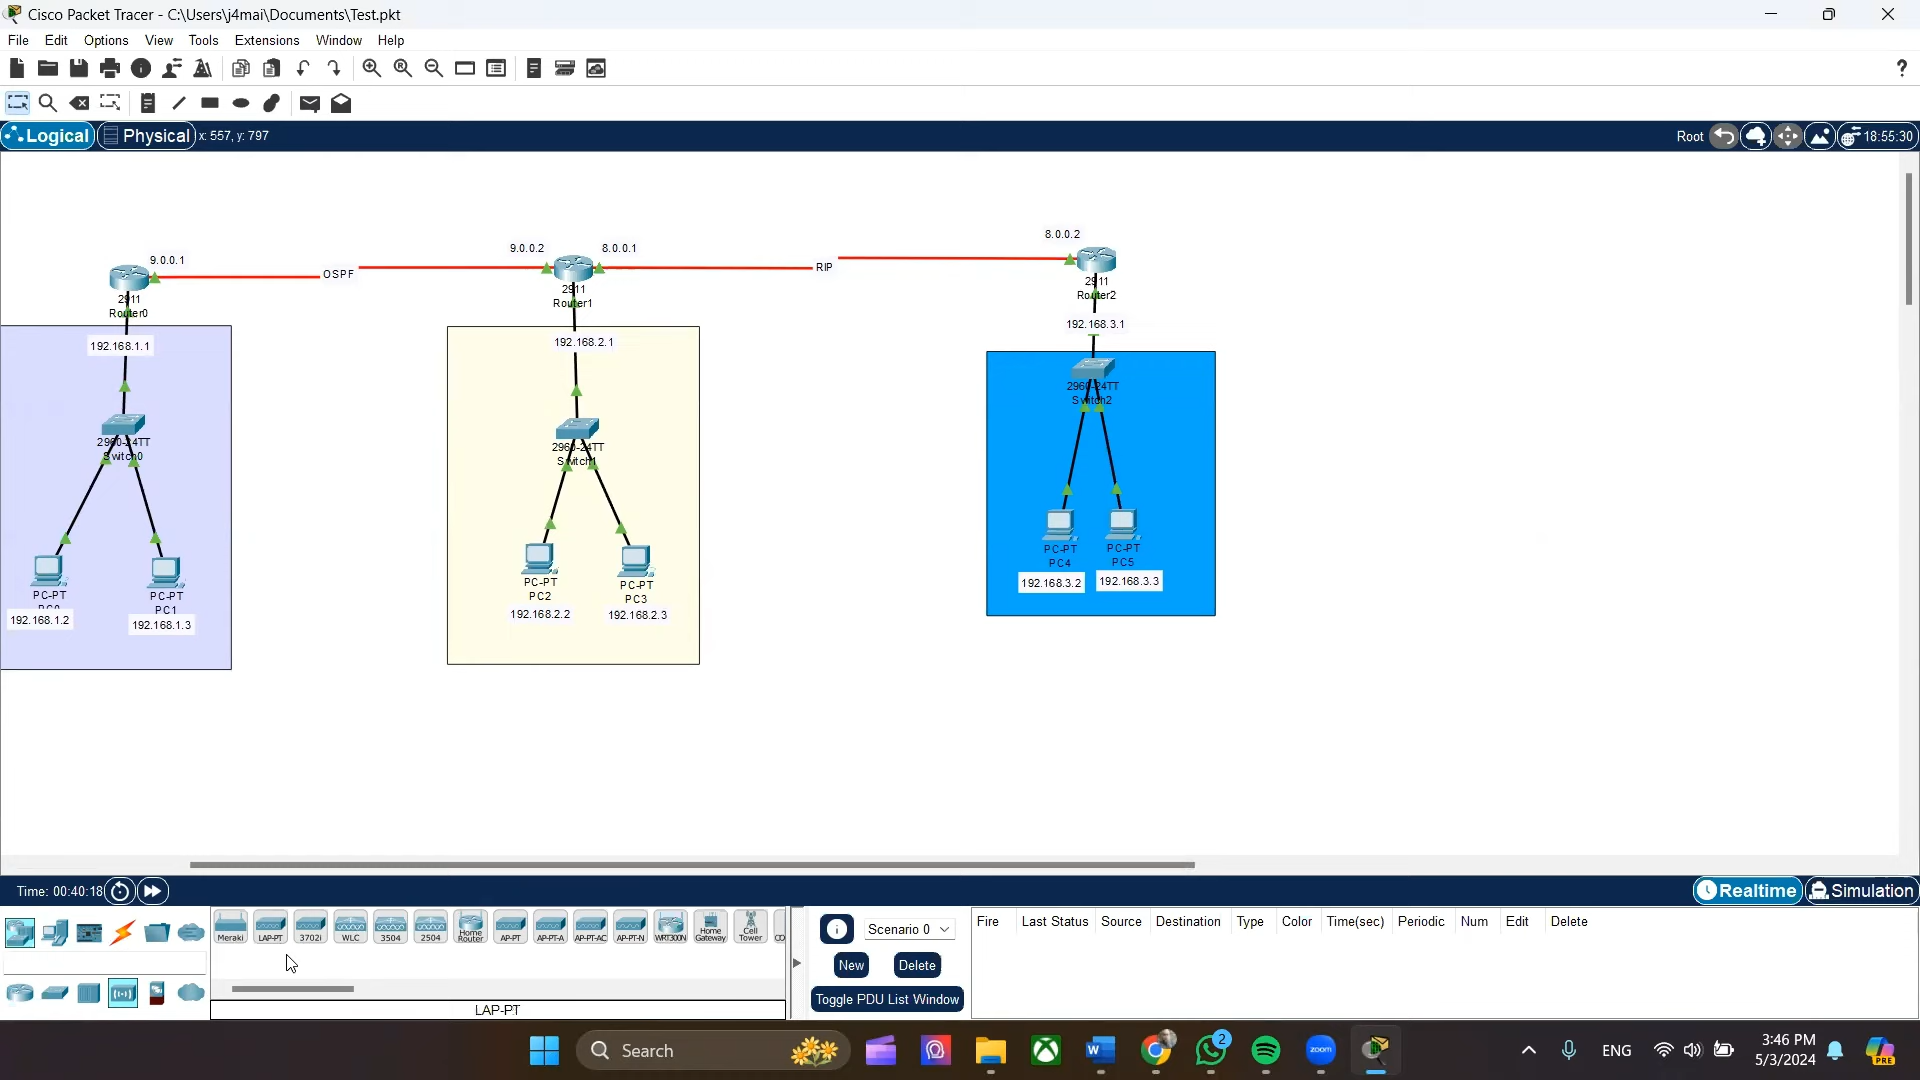 Cisco Packet Tracer - C:\Users\j4mai\Documents\Test.pkt
File Edit Options View Tools Extensions Window Help
?
Logical Physical x: 557, y: 797 Root 18:55:30
8.0.0.2
9.0.0.2 8.0.0.1
9.0.0.1
OSPF
RIP
2911
Router0
2911
Router1
2911
Router2
192.168.1.1
192.168.2.1
192.168.3.1
2960-24TT
Switch0
2960-24TT
Switch1
2960-24TT
Switch2
PC-PT
PC0
192.168.1.2
PC-PT
PC1
192.168.1.3
PC-PT
PC2
192.168.2.2
PC-PT
PC3
192.168.2.3
PC-PT
PC4
192.168.3.2
PC-PT
PC5
192.168.3.3
Time: 00:40:18 Realtime Simulation
Meraki LAP-PT 3702i WLC 3504 2504 Home Router AP-PT AP-PT-A AP-PT-AC AP-PT-N WRT300N Home Gateway Cell Tower CO
LAP-PT
Scenario 0
New Delete
Toggle PDU List Window
Fire Last Status Source Destination Type Color Time(sec) Periodic Num Edit Delete
Search
zoom
2
ENG
3:46 PM
5/3/2024
PRE